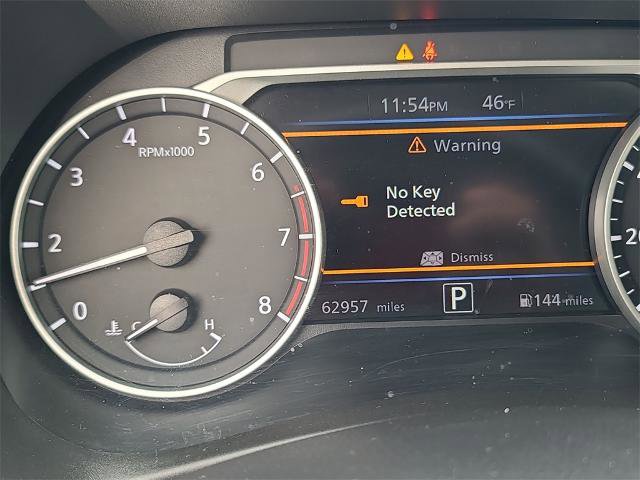 11:54PM 46°F
Warning
No Key
Detected
Dismiss
62957 miles P 144 miles
RPMx1000
0
2
3
4
5
6
7
8
C H
20